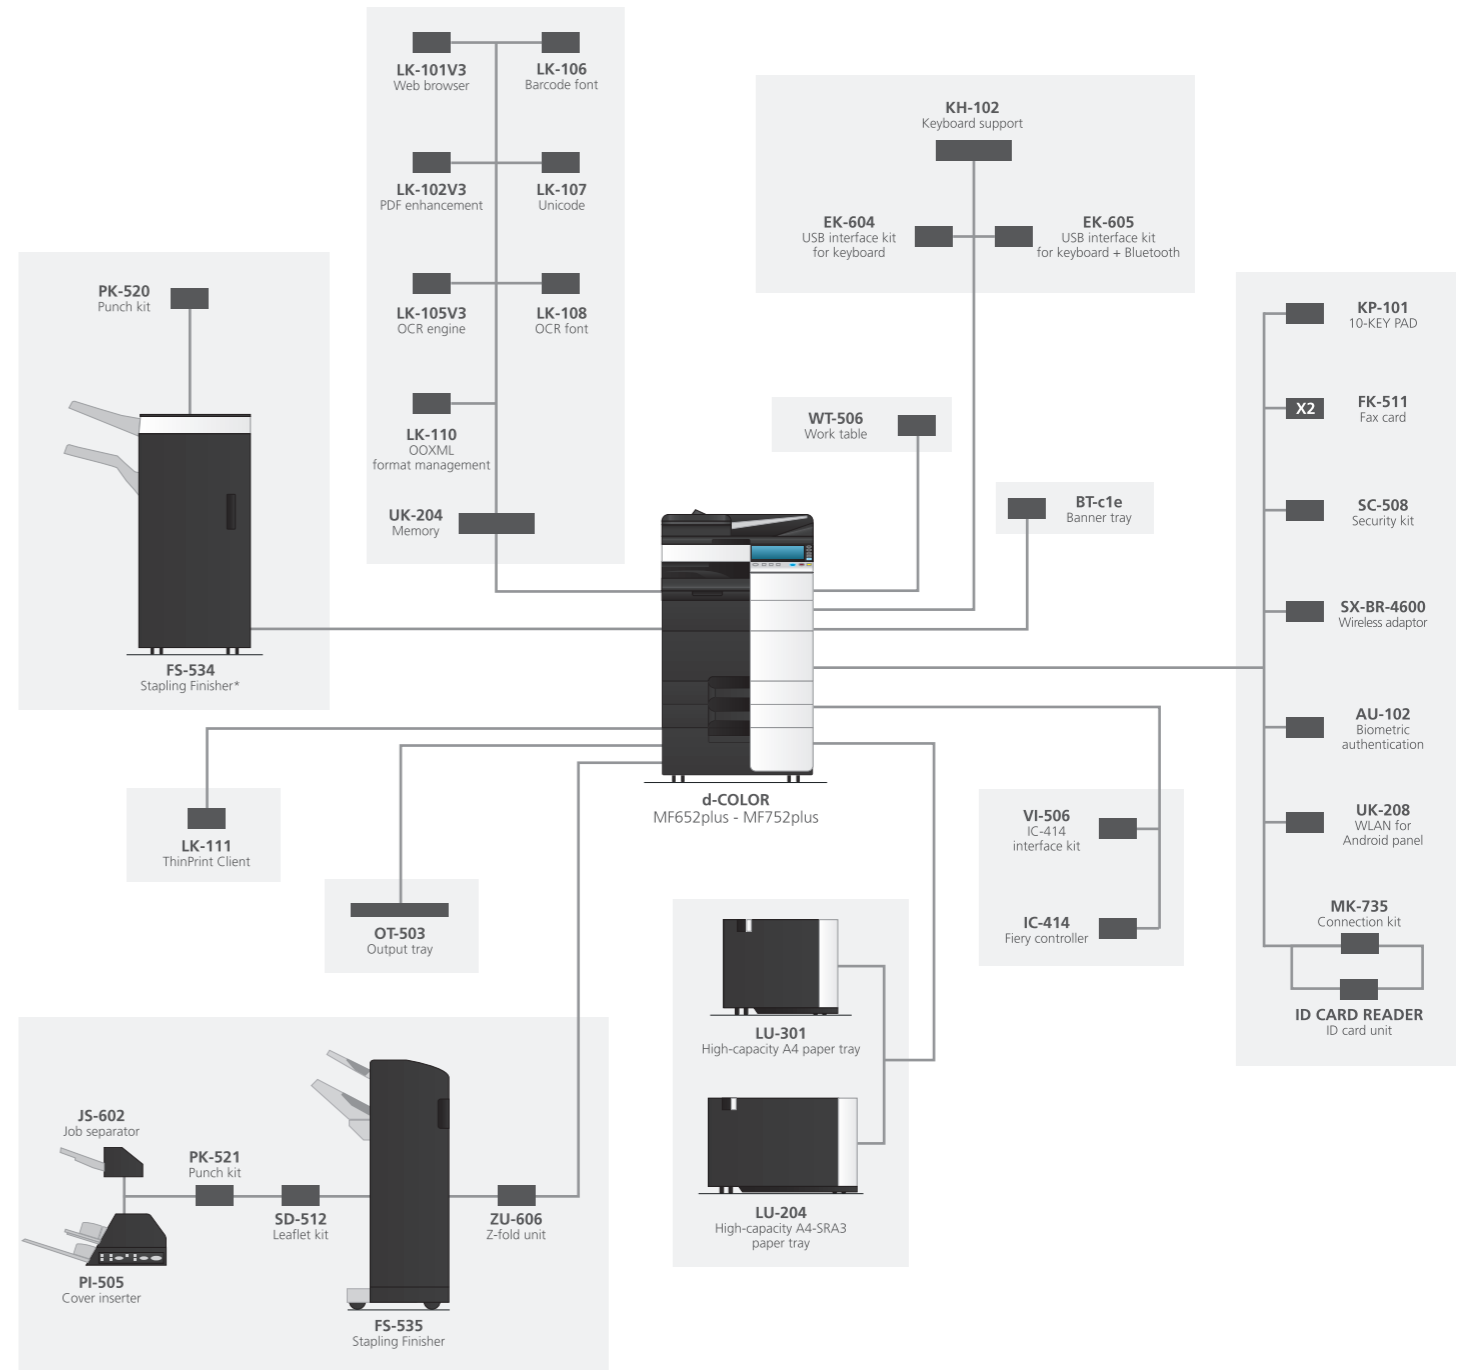 LK-101V3
Web browser
LK-106
Barcode font
LK-102V3
PDF enhancement
LK-107
Unicode
LK-105V3
OCR engine
LK-108
OCR font
LK-110
OOXML
format management
UK-204
Memory
KH-102
Keyboard support
EK-604
USB interface kit
for keyboard
EK-605
USB interface kit
for keyboard + Bluetooth
PK-520
Punch kit
FS-534
Stapling Finisher*
WT-506
Work table
BT-c1e
Banner tray
KP-101
10-KEY PAD
X2
FK-511
Fax card
SC-508
Security kit
SX-BR-4600
Wireless adaptor
AU-102
Biometric
authentication
UK-208
WLAN for
Android panel
MK-735
Connection kit
ID CARD READER
ID card unit
d-COLOR
MF652plus - MF752plus
LK-111
ThinPrint Client
OT-503
Output tray
VI-506
IC-414
interface kit
IC-414
Fiery controller
LU-301
High-capacity A4 paper tray
LU-204
High-capacity A4-SRA3
paper tray
JS-602
Job separator
PK-521
Punch kit
SD-512
Leaflet kit
ZU-606
Z-fold unit
PI-505
Cover inserter
FS-535
Stapling Finisher